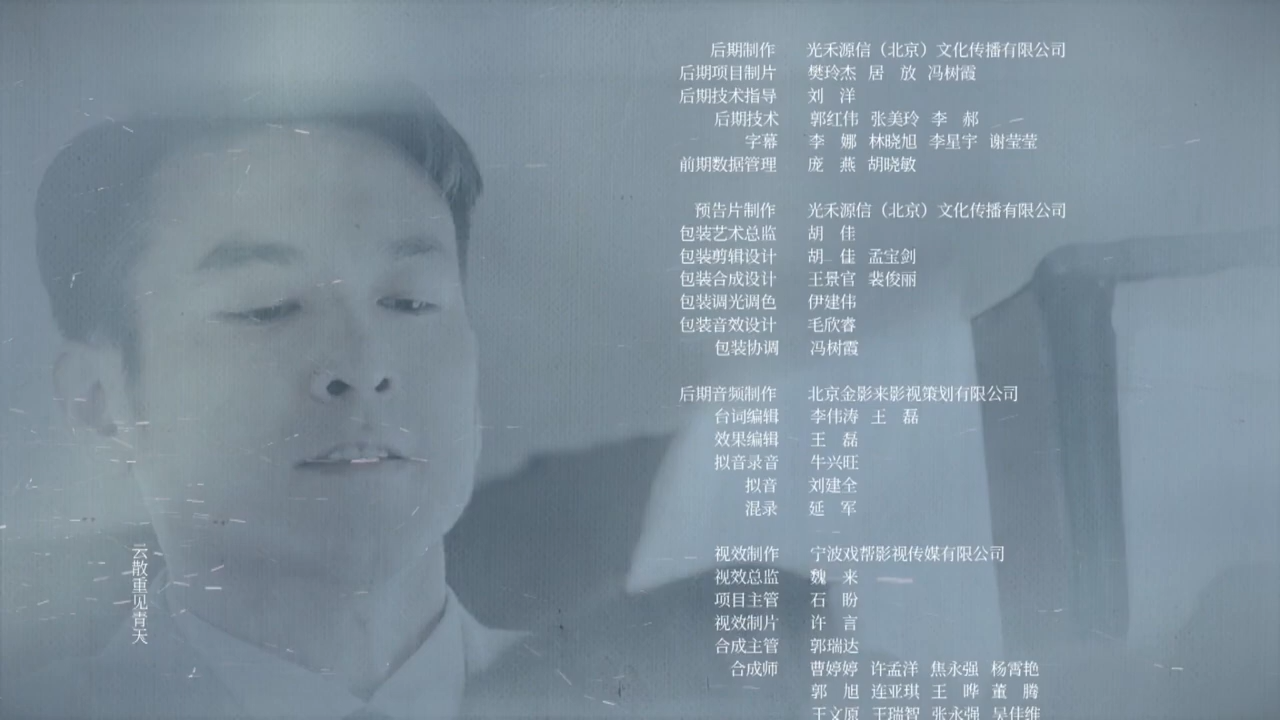 后期制作 光禾源信（北京）文化传播有限公司
后期项目制片 樊玲杰 居 放 冯树霞
后期技术指导 刘 洋
后期技术 郭红伟 张美玲 李 郝
字幕 李 娜 林晓旭 李星宇 谢莹莹
前期数据管理 庞 燕 胡晓敏
预告片制作 光禾源信（北京）文化传播有限公司
包装艺术总监 胡 佳
包装剪辑设计 胡 佳 孟宝剑
包装合成设计 王景官 裴俊丽
包装调光调色 伊建伟
包装音效设计 毛欣睿
包装协调 冯树霞
后期音频制作 北京金影来影视策划有限公司
台词编辑 李伟涛 王 磊
效果编辑 王 磊
拟音录音 牛兴旺
拟音 刘建全
混录 延 军
视效制作 宁波戏帮影视传媒有限公司
视效总监 魏 来
项目主管 石 盼
视效制片 许 言
合成主管 郭瑞达
合成师 曹婷婷 许孟洋 焦永强 杨霄艳
郭 旭 连亚琪 王 晔 董 腾
王文原 王瑞智 张永强 吴佳维
云散重见青天